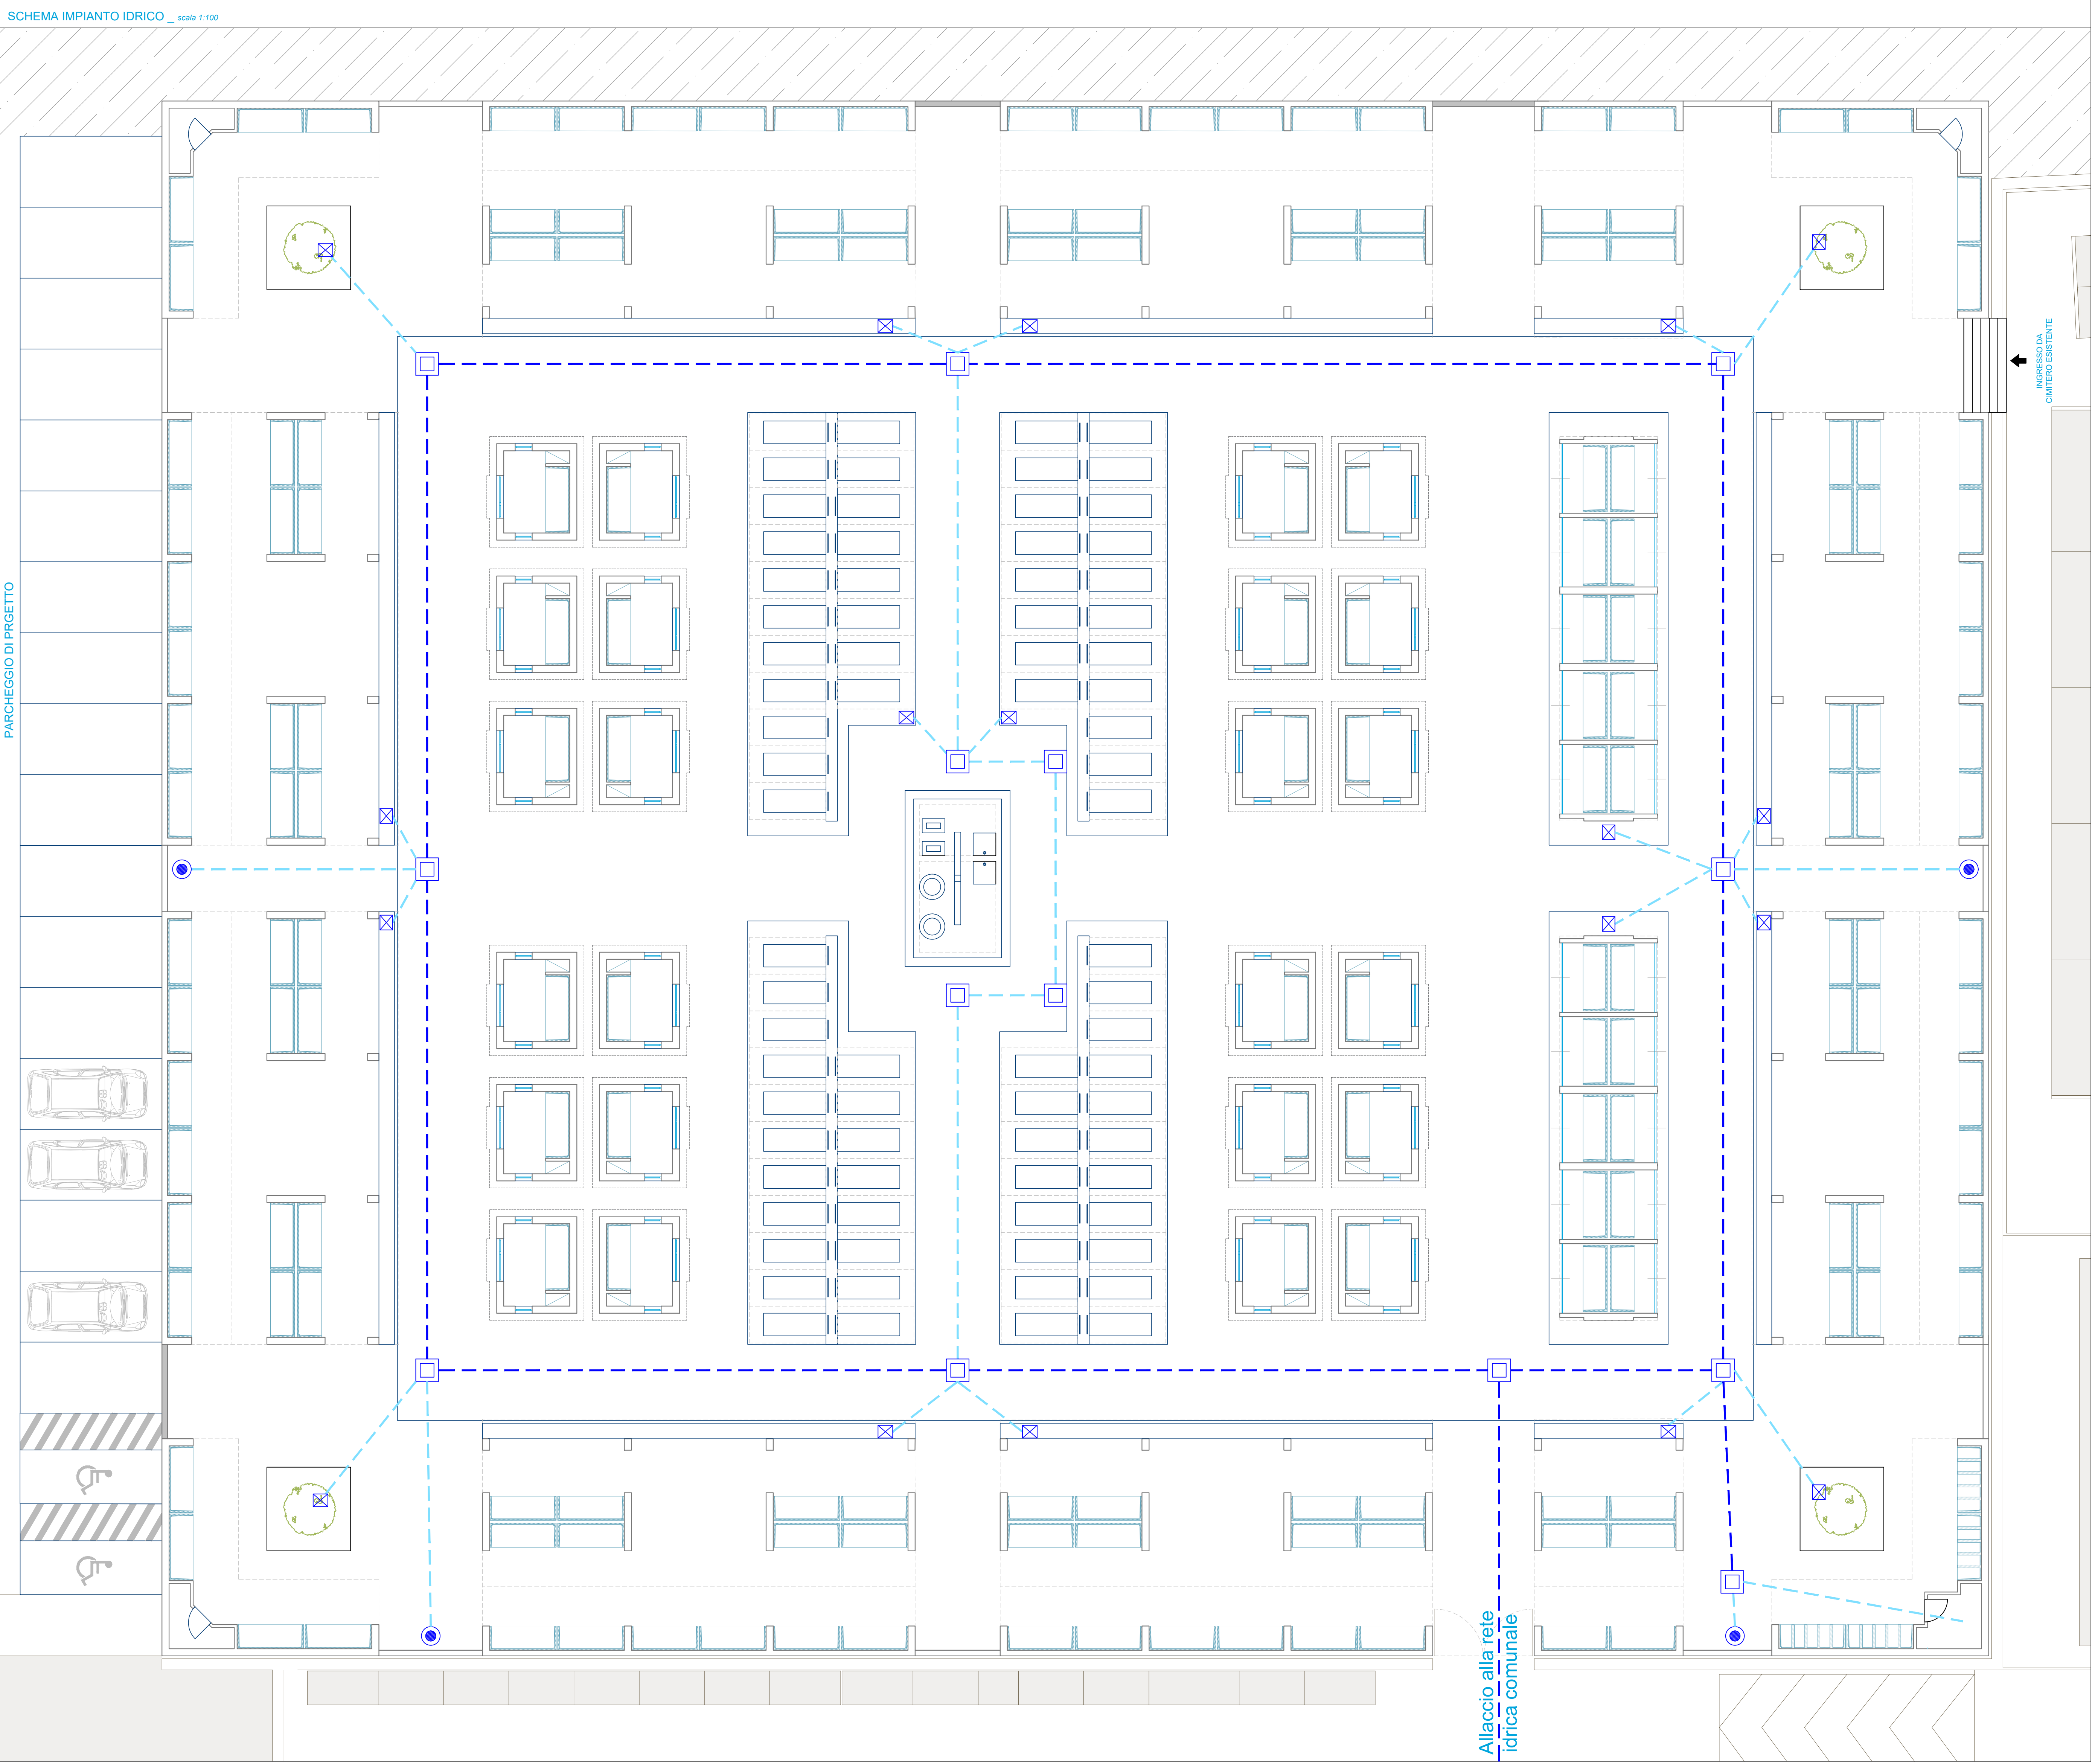 SCHEMA IMPIANTO IDRICO _ scala 1:100
INGRESSO DA
CIMITERO ESISTENTE
PARCHEGGIO DI PRGETTO
Allaccio alla rete
idrica comunale